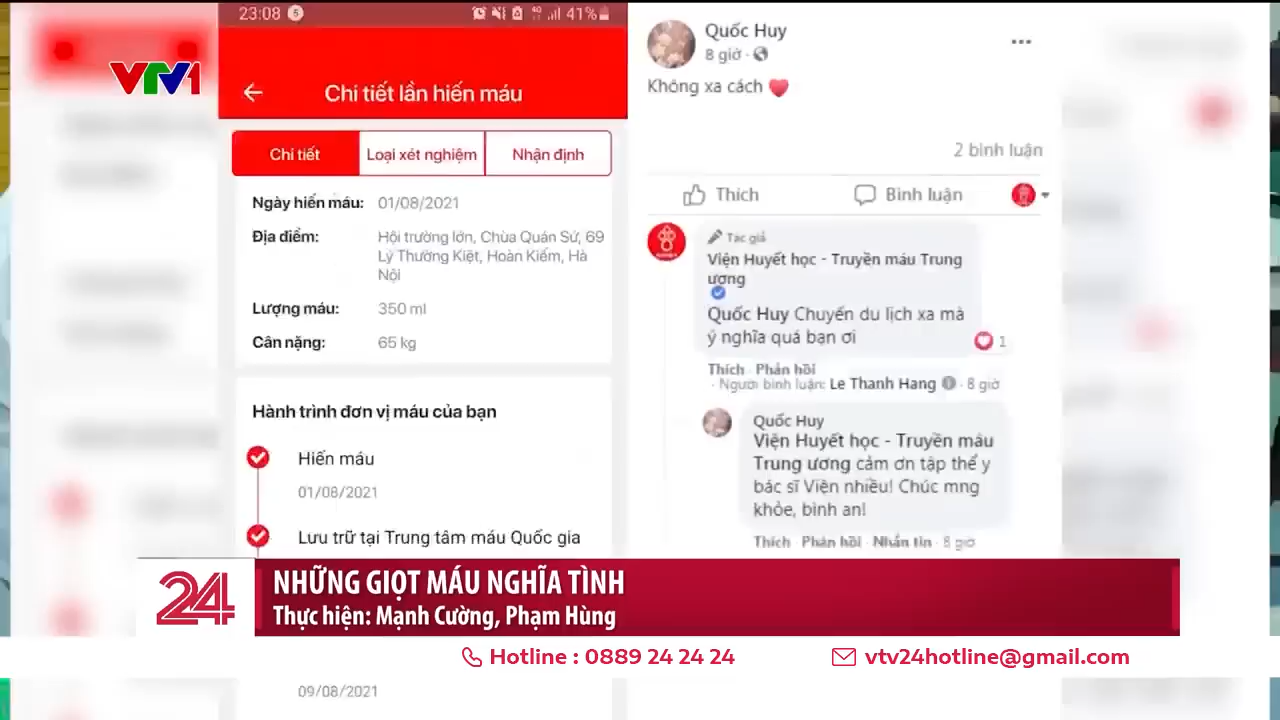 VTV1
23:08 5
41%
Chi tiết lần hiến máu
Chi tiết
Loại xét nghiệm
Nhận định
Ngày hiến máu: 01/08/2021
Địa điểm: Hội trường lớn, Chùa Quán Sứ, 69
Lý Thường Kiệt, Hoàn Kiếm, Hà
Nội
Lượng máu: 350 ml
Cân nặng: 65 kg
Hành trình đơn vị máu của bạn
Hiến máu
01/08/2021
Lưu trữ tại Trung tâm máu Quốc gia
09/08/2021
Quốc Huy
8 giờ ·
Không xa cách ❤️
2 bình luận
Thích
Bình luận
Tác giả
Viện Huyết học - Truyền máu Trung
ương
Quốc Huy Chuyến du lịch xa mà
ý nghĩa quá bạn ơi
1
Thích · Phản hồi
· Người bình luận: Le Thanh Hang · 8 giờ
Quốc Huy
Viện Huyết học - Truyền máu
Trung ương cảm ơn tập thể y
bác sĩ Viện nhiều! Chúc mng
khỏe, bình an!
Thích · Phản hồi · Nhắn tin · 8 giờ
24
NHỮNG GIỌT MÁU NGHĨA TÌNH
Thực hiện: Mạnh Cường, Phạm Hùng
Hotline : 0889 24 24 24
vtv24hotline@gmail.com